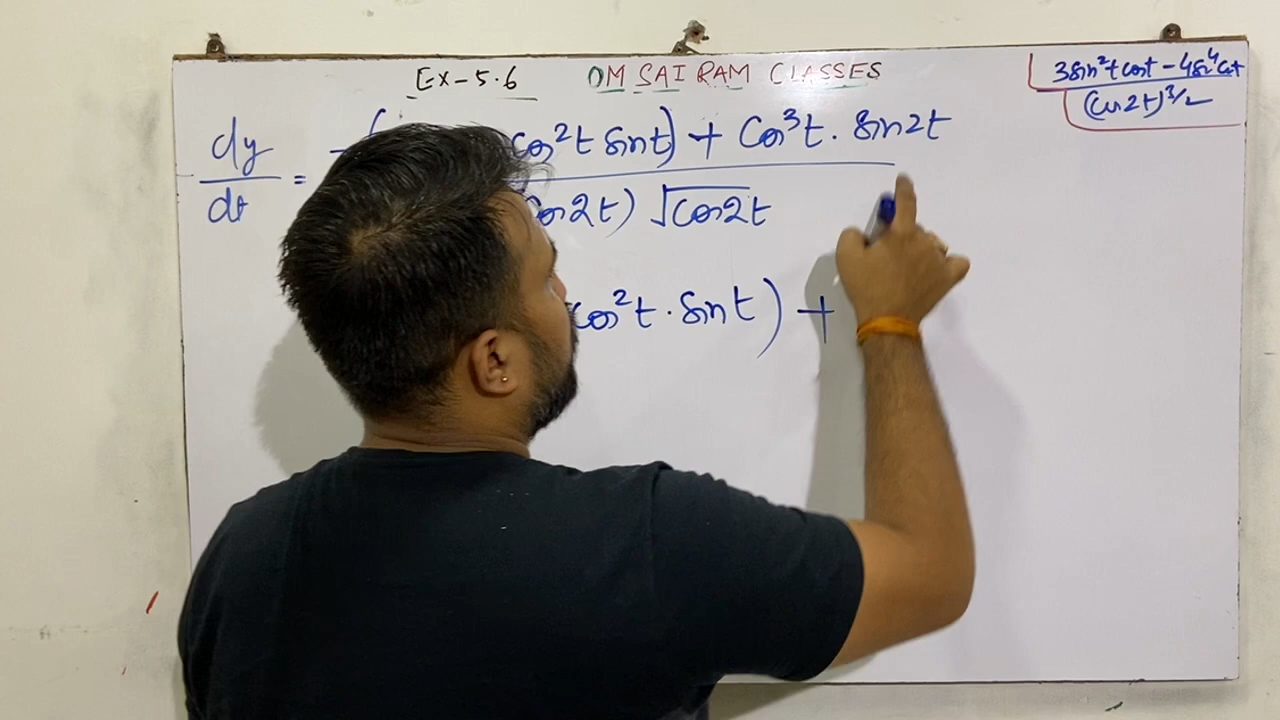 Ex-5.6 OM SAI RAM CLASSES
3sin²t cost - 4sin⁴t cost
(cos2t)^3/2
dy/dt = -( cos²t sint) + Cos³t . Sin2t
(cos2t) √cos2t
cos²t . sint) +